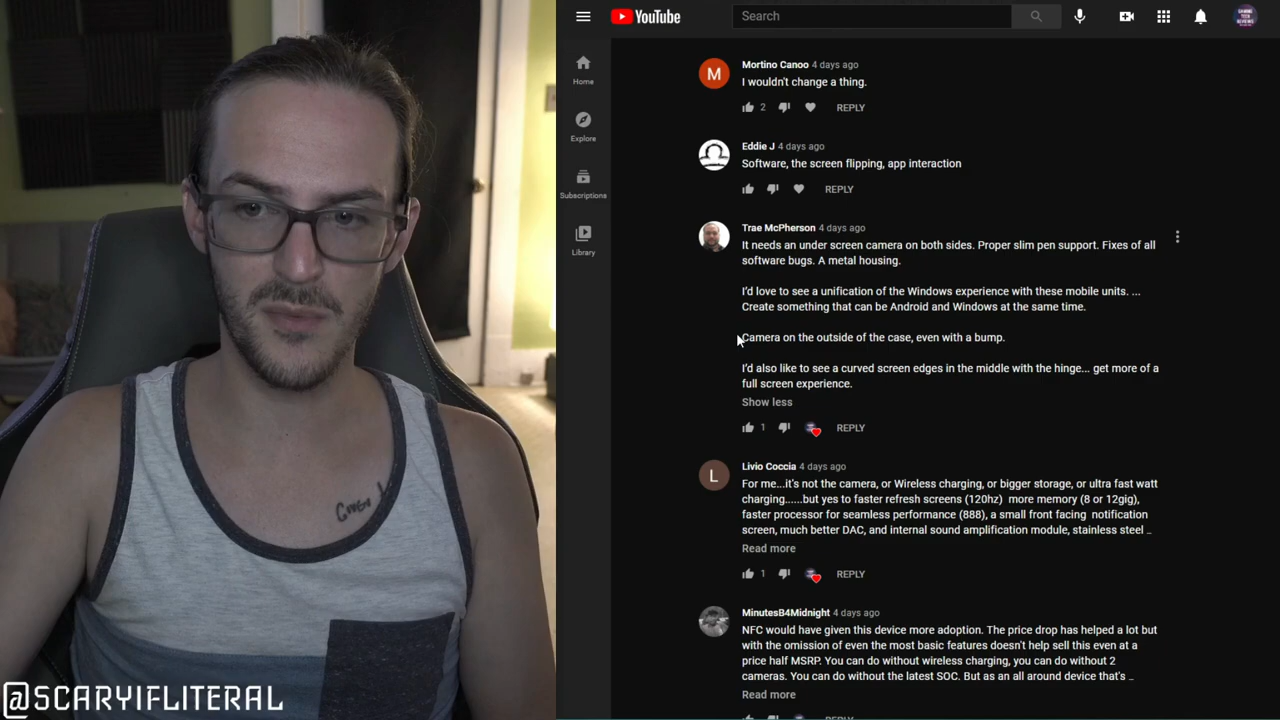 YouTube
Search
Home
Explore
Subscriptions
Library
M
Mortino Canoo 4 days ago
I wouldn't change a thing.
2 REPLY
Eddie J 4 days ago
Software, the screen flipping, app interaction
REPLY
Trae McPherson 4 days ago
It needs an under screen camera on both sides. Proper slim pen support. Fixes of all
software bugs. A metal housing.
I'd love to see a unification of the Windows experience with these mobile units. ...
Create something that can be Android and Windows at the same time.
Camera on the outside of the case, even with a bump.
I'd also like to see a curved screen edges in the middle with the hinge... get more of a
full screen experience.
Show less
1 REPLY
L
Livio Coccia 4 days ago
For me...it's not the camera, or Wireless charging, or bigger storage, or ultra fast watt
charging......but yes to faster refresh screens (120hz) more memory (8 or 12gig),
faster processor for seamless performance (888), a small front facing notification
screen, much better DAC, and internal sound amplification module, stainless steel ...
Read more
1 REPLY
MinutesB4Midnight 4 days ago
NFC would have given this device more adoption. The price drop has helped a lot but
with the omission of even the most basic features doesn't help sell this even at a
price half MSRP. You can do without wireless charging, you can do without 2
cameras. You can do without the latest SOC. But as an all around device that's ...
Read more
REPLY
@SCARYIFLITERAL